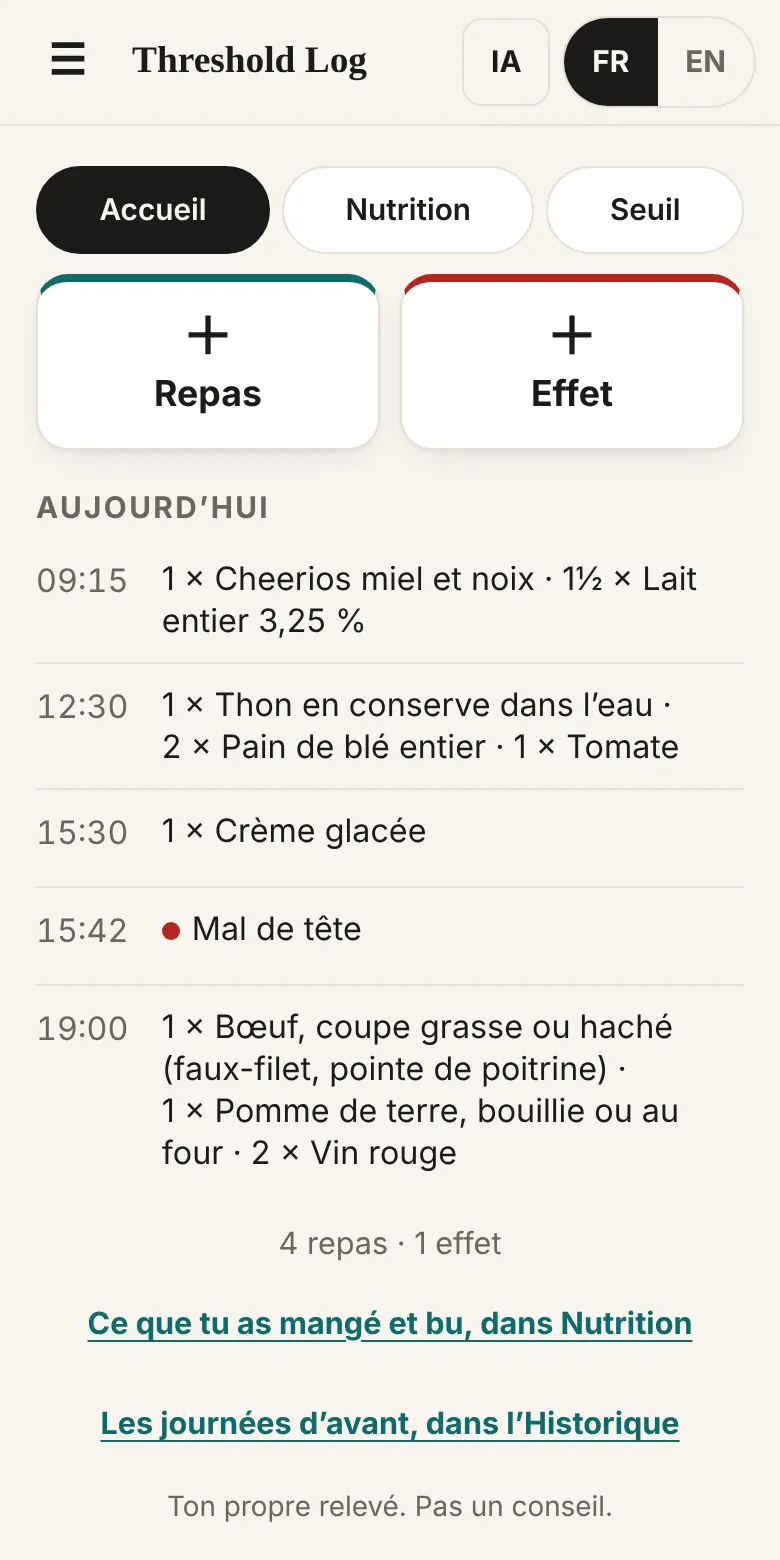 ☰ Threshold Log IA FR EN
Accueil Nutrition Seuil
+ +
Repas Effet
AUJOURD’HUI
09:15 1 × Cheerios miel et noix · 1½ × Lait
entier 3,25 %
12:30 1 × Thon en conserve dans l’eau ·
2 × Pain de blé entier · 1 × Tomate
15:30 1 × Crème glacée
15:42 Mal de tête
19:00 1 × Bœuf, coupe grasse ou haché
(faux-filet, pointe de poitrine) ·
1 × Pomme de terre, bouillie ou au
four · 2 × Vin rouge
4 repas · 1 effet
Ce que tu as mangé et bu, dans Nutrition
Les journées d’avant, dans l’Historique
Ton propre relevé. Pas un conseil.